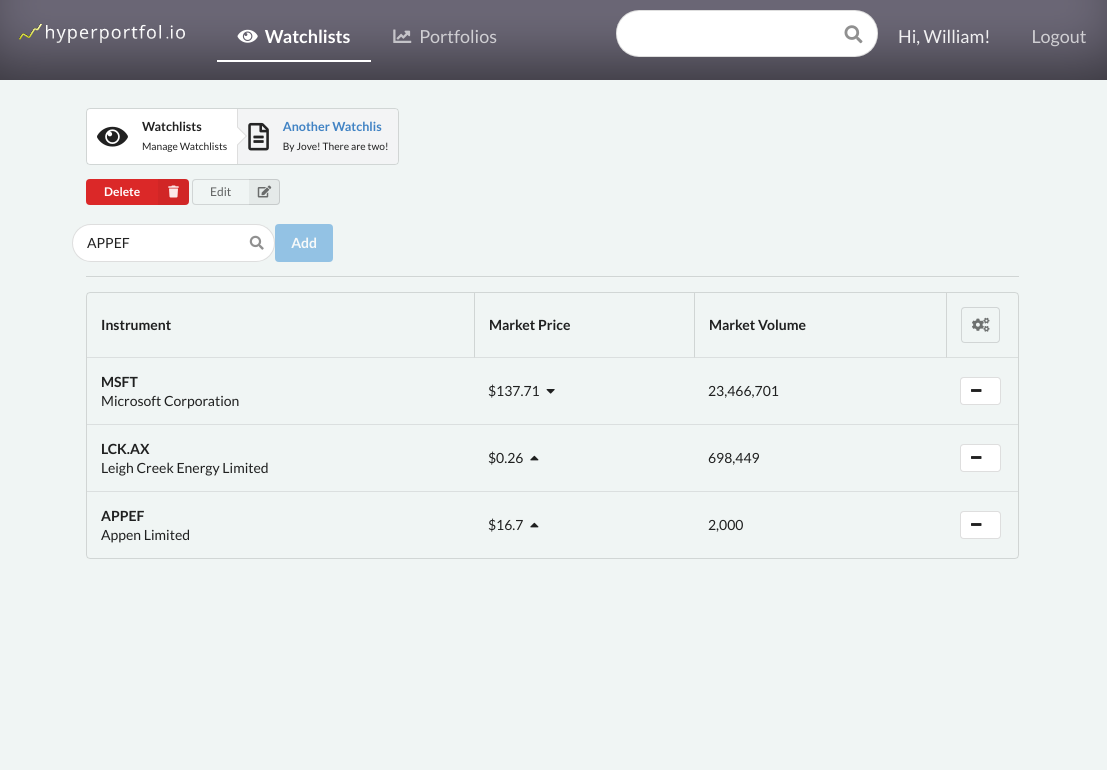 hyperportfol.io
Watchlists
Portfolios
Hi, William!
Logout
Watchlists
Manage Watchlists
Another Watchlis
By Jove! There are two!
Delete
Edit
APPEF
Add
Instrument
Market Price
Market Volume
MSFT
Microsoft Corporation
$137.71
23,466,701
LCK.AX
Leigh Creek Energy Limited
$0.26
698,449
APPEF
Appen Limited
$16.7
2,000